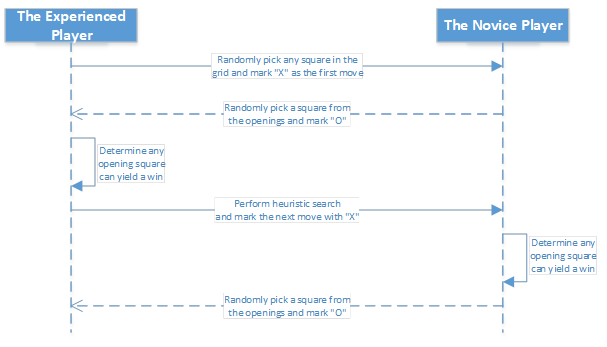 The Experienced
Player
The Novice Player
Randomly pick any square in the
grid and mark "X" as the first move
Randomly pick a square from
the openings and mark "O"
Determine any
opening square
can yield a win
Perform heuristic search
and mark the next move with "X"
Determine any
opening square
can yield a win
Randomly pick a square from
the openings and mark "O"